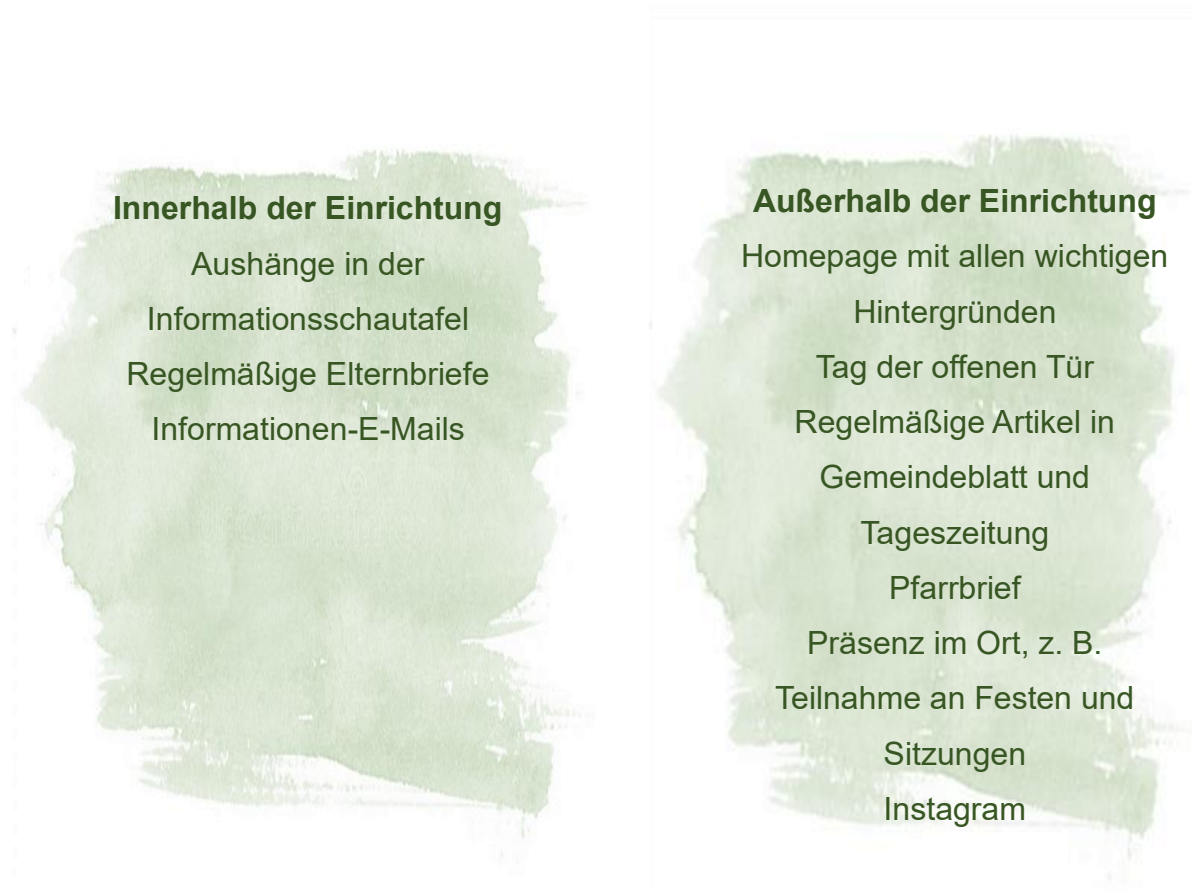 Innerhalb der Einrichtung
Aushänge in der
Informationsschautafel
Regelmäßige Elternbriefe
Informationen-E-Mails
Außerhalb der Einrichtung
Homepage mit allen wichtigen
Hintergründen
Tag der offenen Tür
Regelmäßige Artikel in
Gemeindeblatt und
Tageszeitung
Pfarrbrief
Präsenz im Ort, z. B.
Teilnahme an Festen und
Sitzungen
Instagram